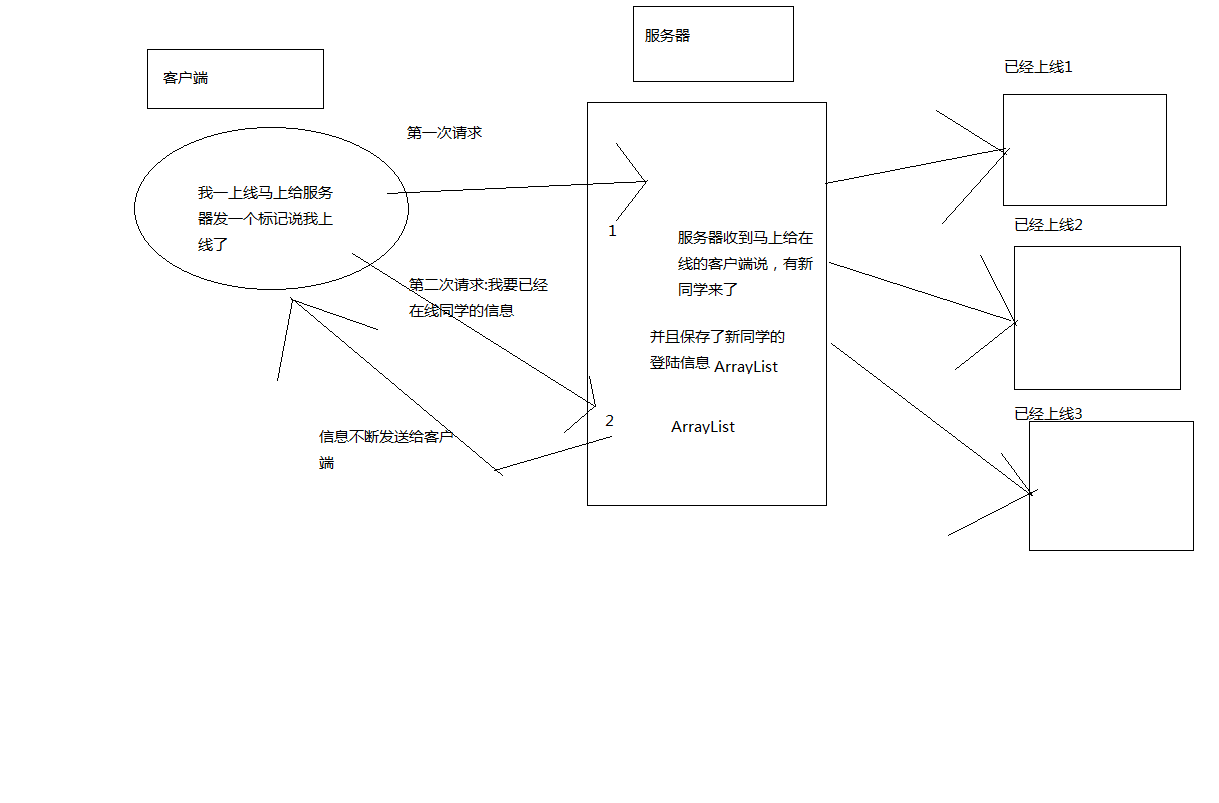 客户端
服务器
已经上线1
第一次请求
我一上线马上给服务
器发一个标记说我上
线了
1
服务器收到马上给在
线的客户端说，有新
同学来了
已经上线2
第二次请求:我要已经
在线同学的信息
并且保存了新同学的
登陆信息 ArrayList
已经上线3
2
ArrayList
信息不断发送给客户
端